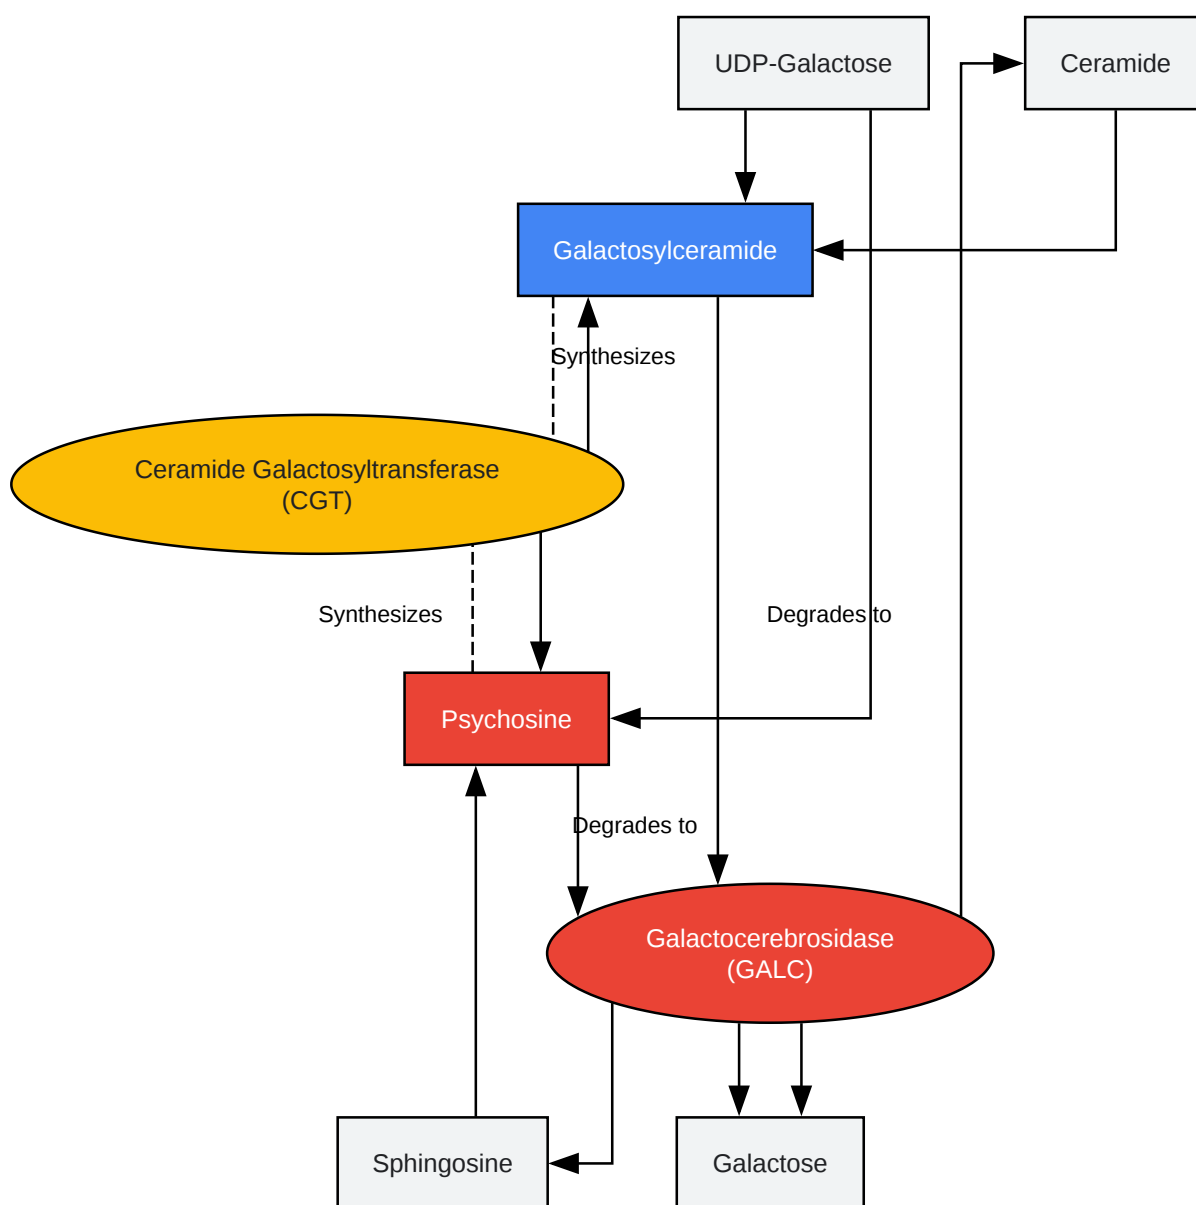 UDP-Galactose
Ceramide
Galactosylceramide
Synthesizes
Ceramide Galactosyltransferase
(CGT)
Synthesizes
Degrades to
Psychosine
Degrades to
Galactocerebrosidase
(GALC)
Sphingosine
Galactose